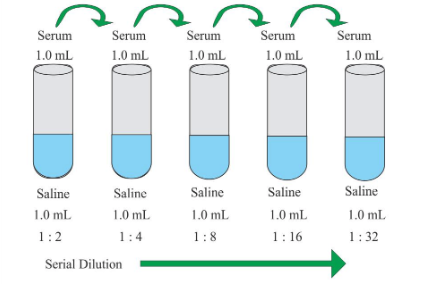 Serum Serum Serum Serum Serum
1.0 mL 1.0 mL 1.0 mL 1.0 mL 1.0 mL
Saline Saline Saline Saline Saline
1.0 mL 1.0 mL 1.0 mL 1.0 mL 1.0 mL
1 : 2 1 : 4 1 : 8 1 : 16 1 : 32
Serial Dilution